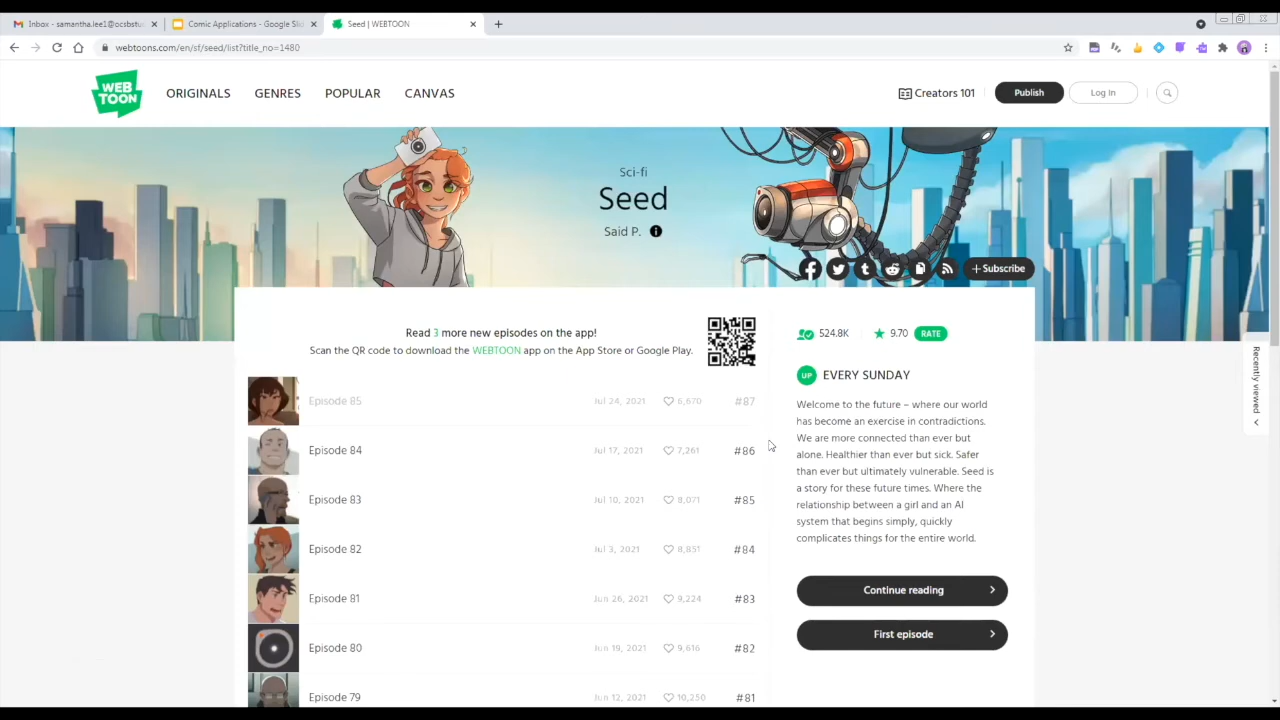 Inbox - samantha.lee1@ocsbstu
Comic Applications - Google Slid
Seed | WEBTOON
webtoons.com/en/sf/seed/list?title_no=1480
WEB
TOON
ORIGINALS
GENRES
POPULAR
CANVAS
Creators 101
Publish
Log In
Sci-fi
Seed
Said P.
+ Subscribe
Read 3 more new episodes on the app!
Scan the QR code to download the WEBTOON app on the App Store or Google Play.
Episode 85 Jul 24, 2021 6,670 #87
Episode 84 Jul 17, 2021 7,261 #86
Episode 83 Jul 10, 2021 8,071 #85
Episode 82 Jul 3, 2021 8,851 #84
Episode 81 Jun 26, 2021 9,224 #83
Episode 80 Jun 19, 2021 9,616 #82
Episode 79 Jun 12, 2021 10,250 #81
524.8K
9.70 RATE
UP EVERY SUNDAY
Welcome to the future – where our world
has become an exercise in contradictions.
We are more connected than ever but
alone. Healthier than ever but sick. Safer
than ever but ultimately vulnerable. Seed is
a story for these future times. Where the
relationship between a girl and an AI
system that begins simply, quickly
complicates things for the entire world.
Continue reading
First episode
Recently viewed